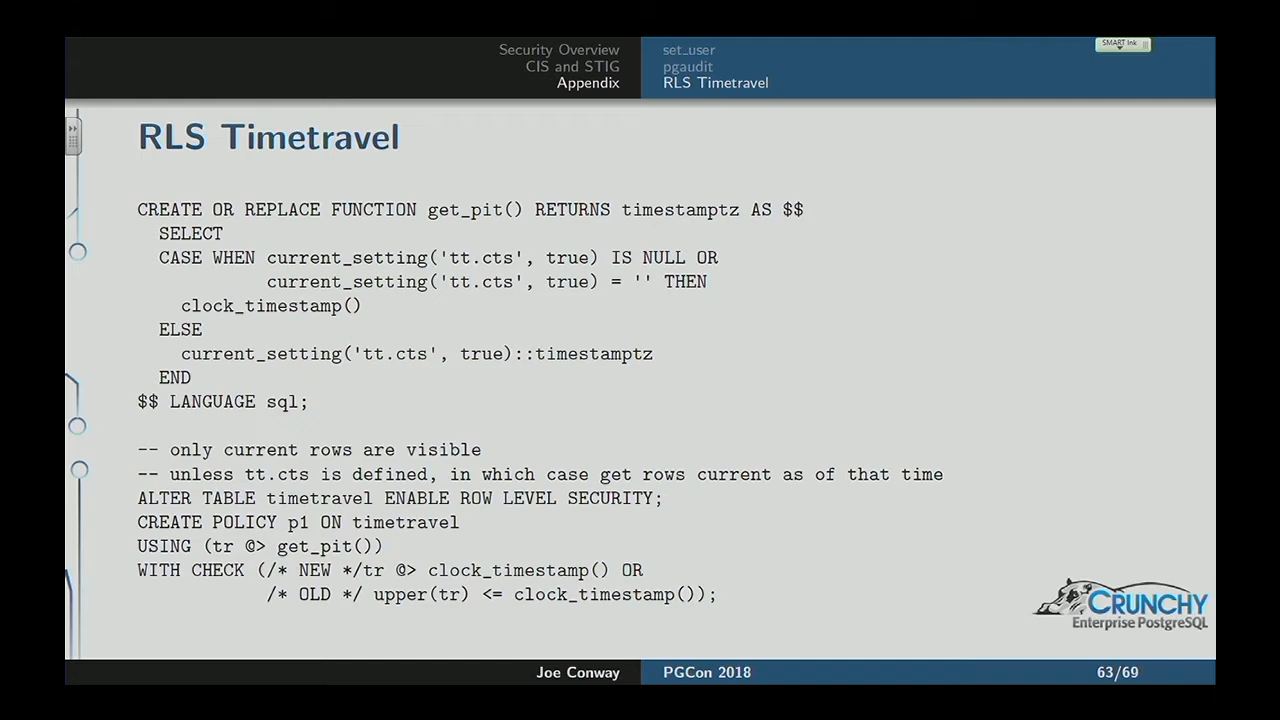 Security Overview
CIS and STIG
Appendix
set_user
pgaudit
RLS Timetravel
SMART Ink
RLS Timetravel
CREATE OR REPLACE FUNCTION get_pit() RETURNS timestamptz AS $$
  SELECT
  CASE WHEN current_setting('tt.cts', true) IS NULL OR
            current_setting('tt.cts', true) = '' THEN
    clock_timestamp()
  ELSE
    current_setting('tt.cts', true)::timestamptz
  END
$$ LANGUAGE sql;
-- only current rows are visible
-- unless tt.cts is defined, in which case get rows current as of that time
ALTER TABLE timetravel ENABLE ROW LEVEL SECURITY;
CREATE POLICY p1 ON timetravel
USING (tr @> get_pit())
WITH CHECK (/* NEW */tr @> clock_timestamp() OR
            /* OLD */ upper(tr) <= clock_timestamp());
CRUNCHY
Enterprise PostgreSQL
Joe Conway
PGCon 2018
63/69